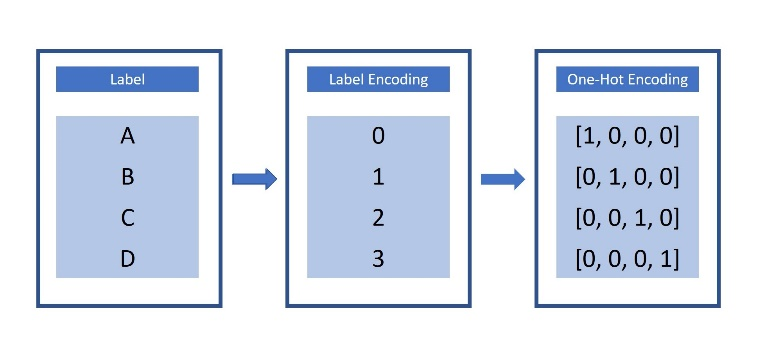 Label
A
B
C
D
Label Encoding
0
1
2
3
One-Hot Encoding
[1, 0, 0, 0]
[0, 1, 0, 0]
[0, 0, 1, 0]
[0, 0, 0, 1]